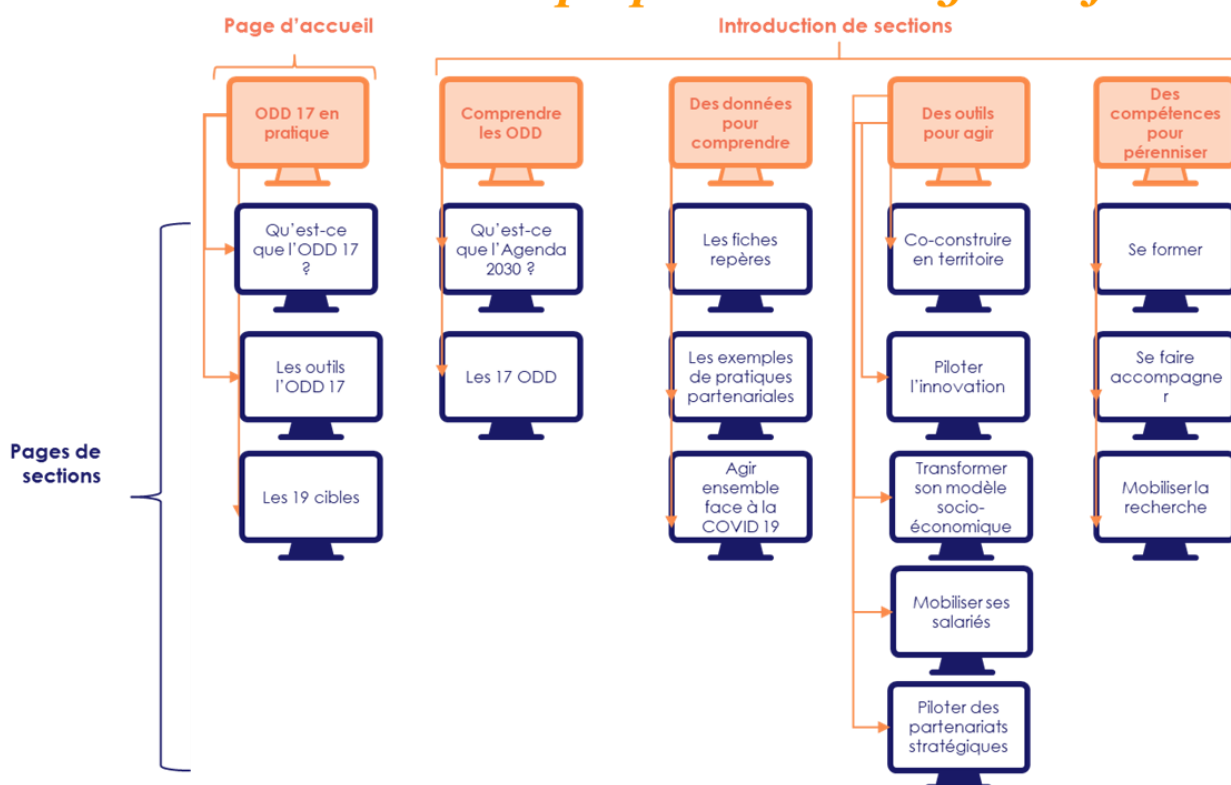 Page d'accueil
Introduction de sections
ODD 17 en
pratique
Comprendre
les ODD
Des données
pour
comprendre
Des outils
pour agir
Des
compétences
pour
pérenniser
Qu'est-ce
que l'ODD 17
?
Qu'est-ce
que l'Agenda
2030 ?
Les fiches
repères
Co-construire
en territoire
Se former
Les outils
l'ODD 17
Les 17 ODD
Les exemples
de pratiques
partenariales
Piloter
l'innovation
Se faire
accompagne
r
Pages de
sections
Les 19 cibles
Agir
ensemble
face à la
COVID 19
Transformer
son modèle
socio-
économique
Mobiliser la
recherche
Mobiliser ses
salariés
Piloter des
partenariats
stratégiques